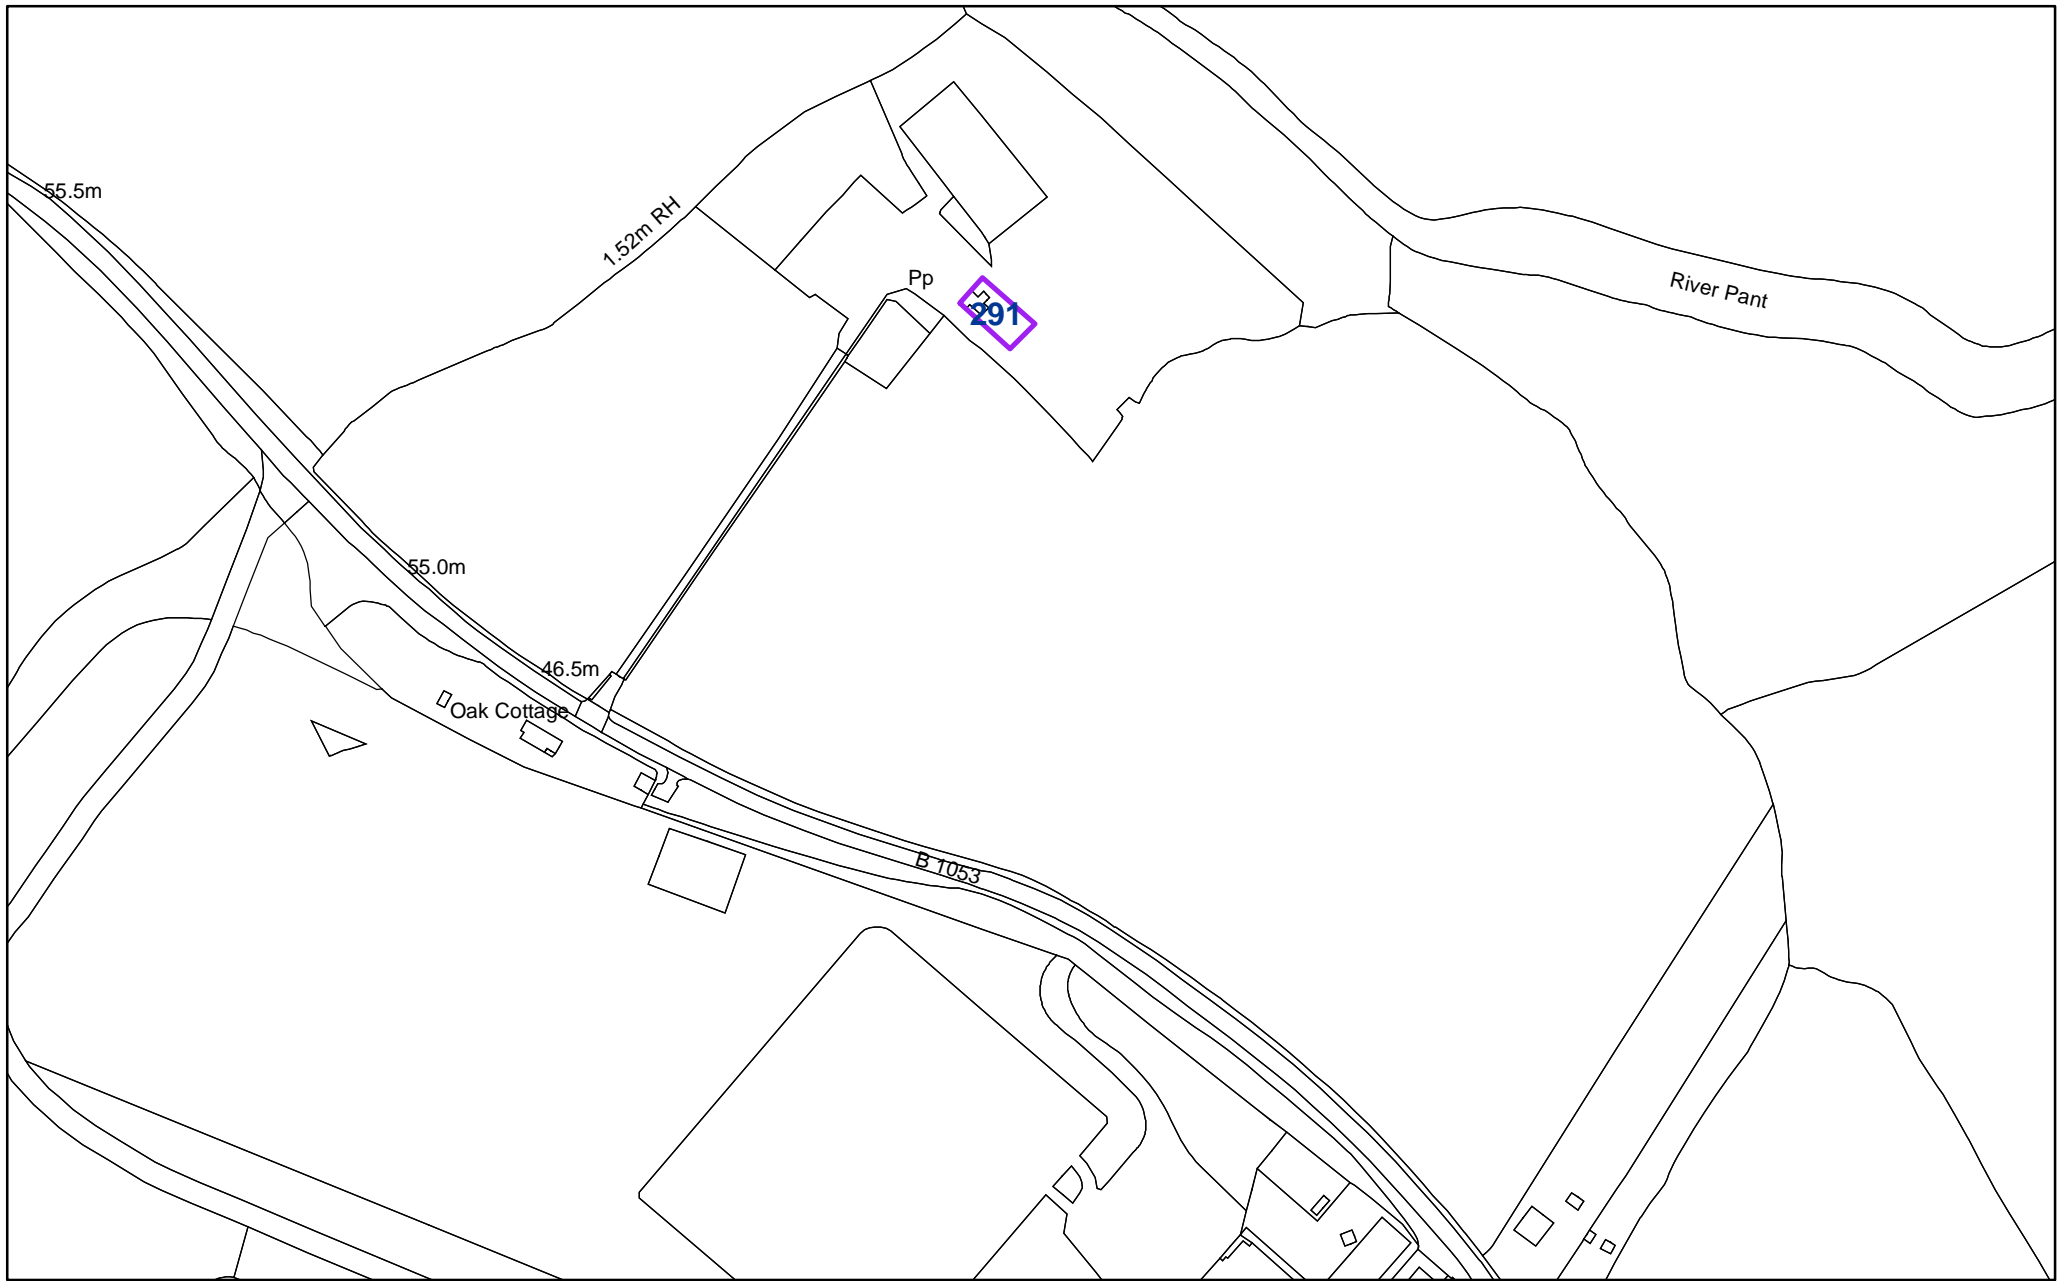 55.5m
1.52m RH
Pp
291
River Pant
55.0m
46.5m
Oak Cottage
B 1053